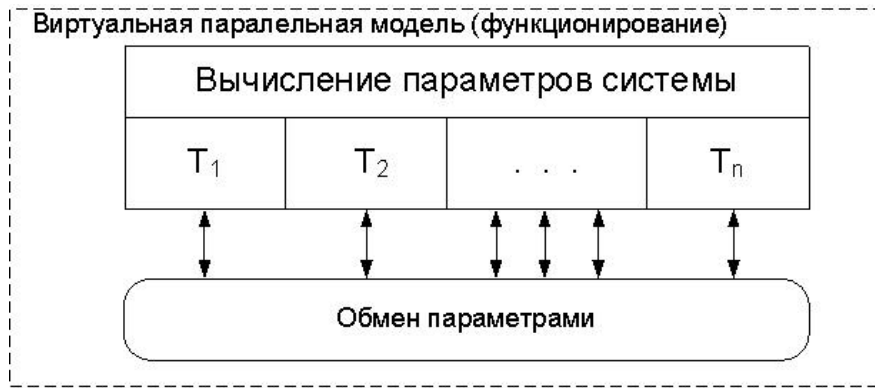 Виртуальная паралельная модель (функционирование)
Вычисление параметров системы
T1 T2 . . . Tn
Обмен параметрами